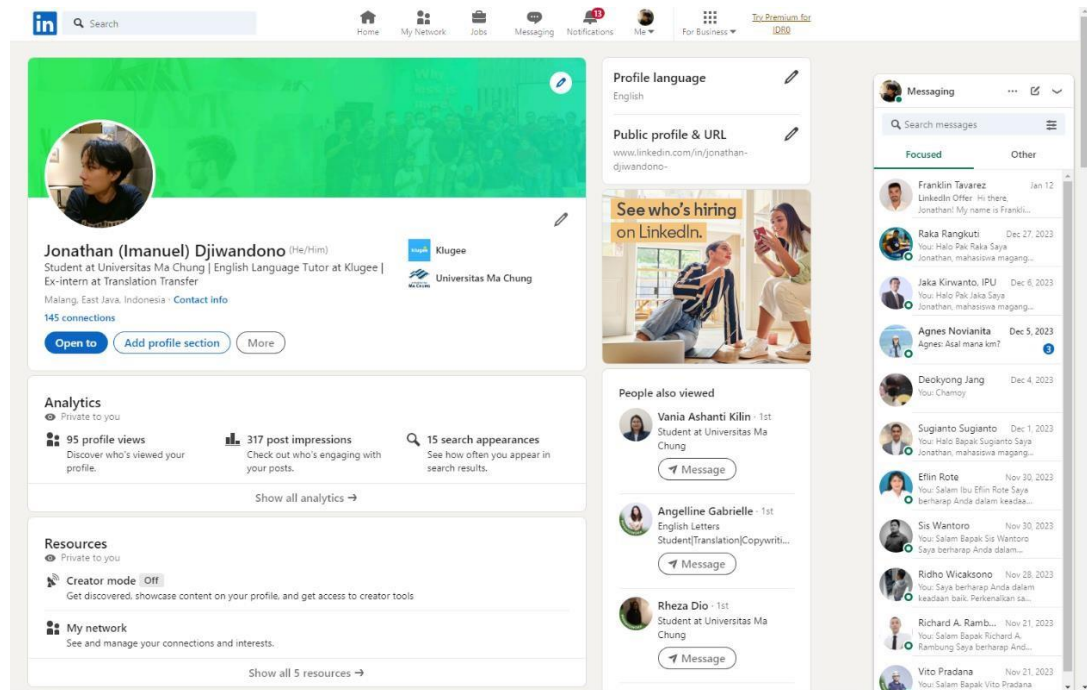 in
Search
Home
My Network
Jobs
Messaging
13
Notifications
Me
For Business
Try Premium for
IDR0
Jonathan (Imanuel) Djiwandono (He/Him)
Student at Universitas Ma Chung | English Language Tutor at Klugee |
Ex-intern at Translation Transfer
Malang, East Java, Indonesia · Contact info
145 connections
Open to
Add profile section
More
Klugee
Universitas Ma Chung
Analytics
Private to you
95 profile views
Discover who's viewed your
profile.
317 post impressions
Check out who's engaging with
your posts.
15 search appearances
See how often you appear in
search results.
Show all analytics →
Resources
Private to you
Creator mode Off
Get discovered, showcase content on your profile, and get access to creator tools
My network
See and manage your connections and interests.
Show all 5 resources →
Profile language
English
Public profile & URL
www.linkedin.com/in/jonathan-
djiwandono-
See who's hiring
on LinkedIn.
People also viewed
Vania Ashanti Kilin · 1st
Student at Universitas Ma
Chung
Message
Angelline Gabrielle · 1st
English Letters
Student|Translation|Copywriti...
Message
Rheza Dio · 1st
Student at Universitas Ma
Chung
Message
Messaging
Search messages
Focused
Other
Franklin Tavarez Jan 12
LinkedIn Offer Hi there,
Jonathan! My name is Frankli...
Raka Rangkuti Dec 27, 2023
You: Halo Pak Raka Saya
Jonathan, mahasiswa magang...
Jaka Kirwanto, IPU Dec 6, 2023
You: Halo Pak Jaka Saya
Jonathan, mahasiswa magang...
Agnes Novianita Dec 5, 2023
Agnes: Asal mana km?
3
Deokyong Jang Dec 4, 2023
You: Chamoy
Sugianto Sugianto Dec 1, 2023
You: Halo Bapak Sugianto Saya
Jonathan, mahasiswa magang...
Eflin Rote Nov 30, 2023
You: Salam Ibu Eflin Rote Saya
berharap Anda dalam keadaa...
Sis Wantoro Nov 30, 2023
You: Salam Bapak Sis Wantoro
Saya berharap Anda dalam...
Ridho Wicaksono Nov 28, 2023
You: Saya berharap Anda dalam
keadaan baik. Perkenalkan sa...
Richard A. Ramb... Nov 21, 2023
You: Salam Bapak Richard A.
Rambung Saya berharap And...
Vito Pradana Nov 21, 2023
You: Salam Bapak Vito Pradana